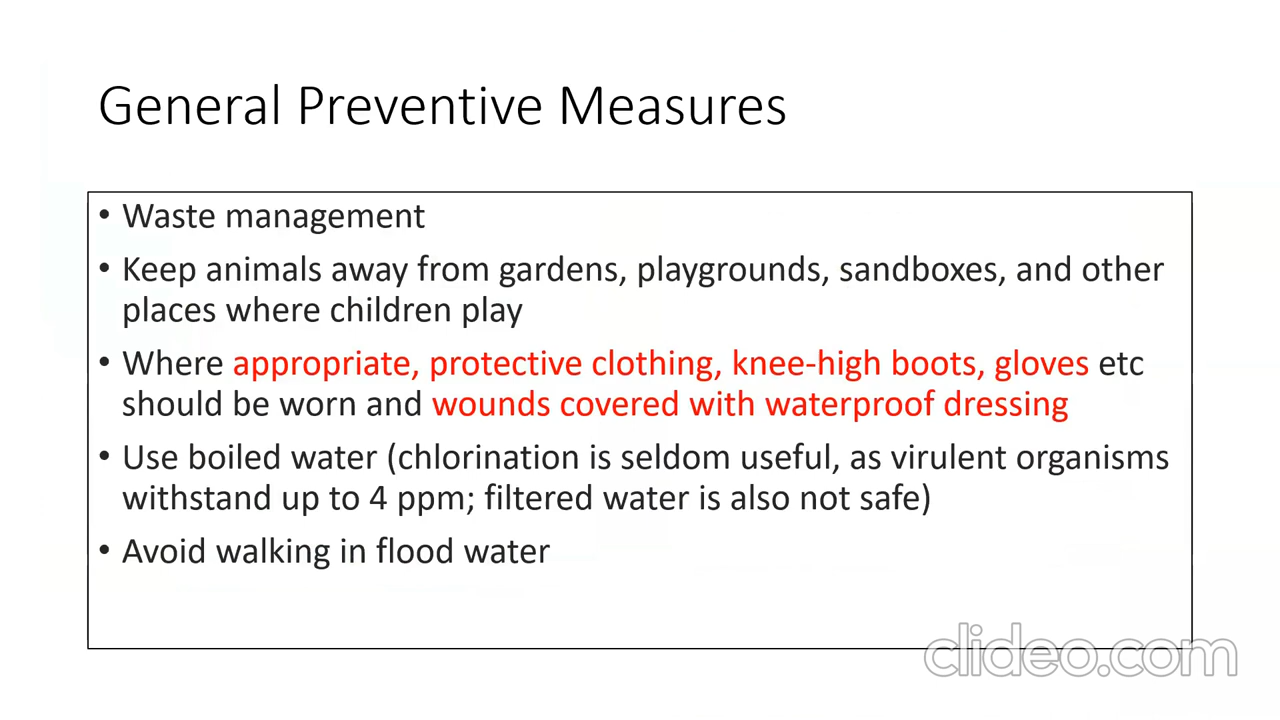 General Preventive Measures
• Waste management
• Keep animals away from gardens, playgrounds, sandboxes, and other
places where children play
• Where appropriate, protective clothing, knee-high boots, gloves etc
should be worn and wounds covered with waterproof dressing
• Use boiled water (chlorination is seldom useful, as virulent organisms
withstand up to 4 ppm; filtered water is also not safe)
• Avoid walking in flood water
clideo.com